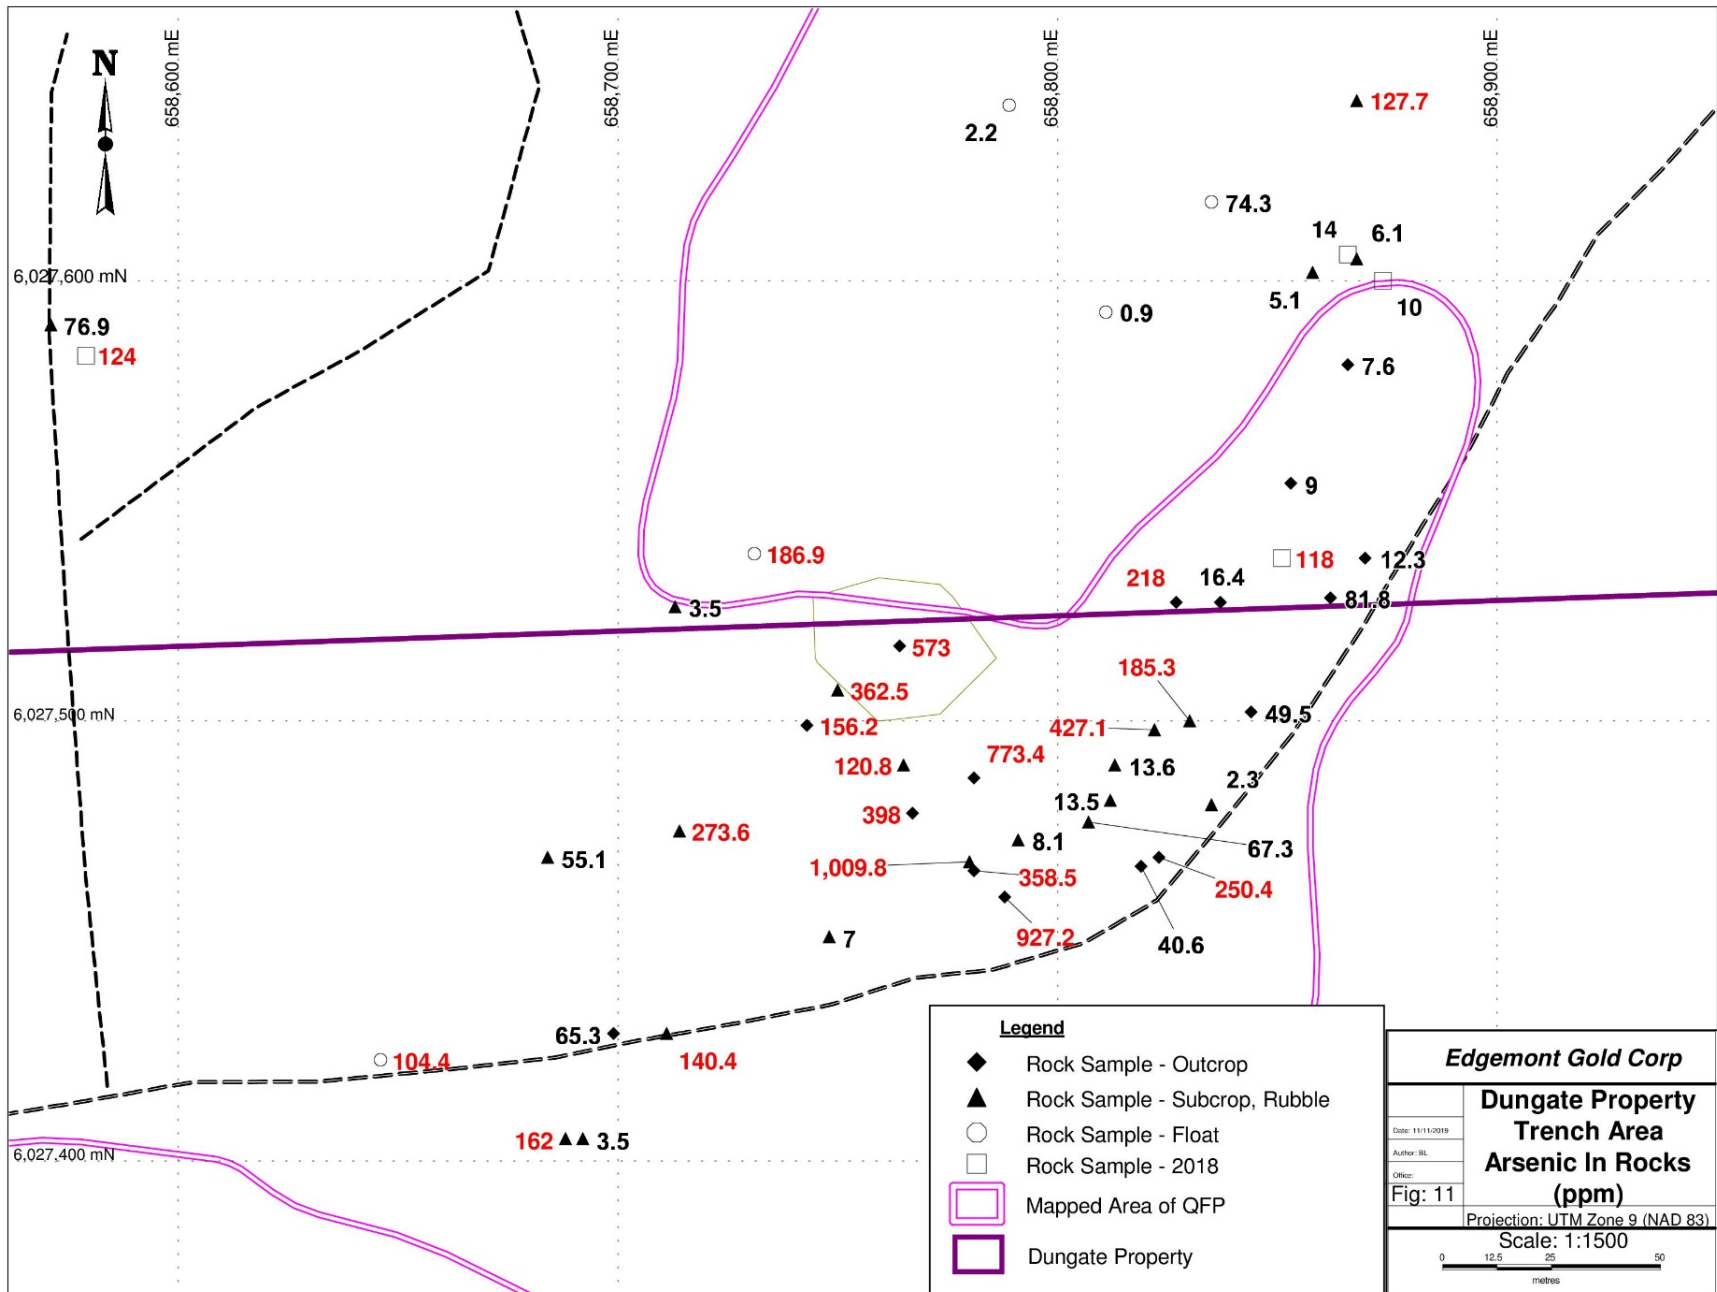 N
658,600 mE
658,700 mE
658,800 mE
658,900 mE
127.7
2.2
74.3
14
6.1
6,027,600 mN
5.1
10
0.9
76.9
124
7.6
9
186.9
118
12.3
218
16.4
81.8
3.5
573
185.3
362.5
6,027,500 mN
156.2
427.1
49.5
773.4
120.8
13.6
2.3
13.5
398
273.6
8.1
67.3
55.1
1,009.8
358.5
250.4
927.2
7
40.6
65.3
104.4
140.4
162
3.5
6,027,400 mN
Legend
Rock Sample - Outcrop
Rock Sample - Subcrop, Rubble
Rock Sample - Float
Rock Sample - 2018
Mapped Area of QFP
Dungate Property
Edgemont Gold Corp
Dungate Property
Trench Area
Arsenic In Rocks
(ppm)
Date: 11/11/2019
Author: BL
Office:
Fig: 11
Projection: UTM Zone 9 (NAD 83)
Scale: 1:1500
0 12.5 25 50
metres